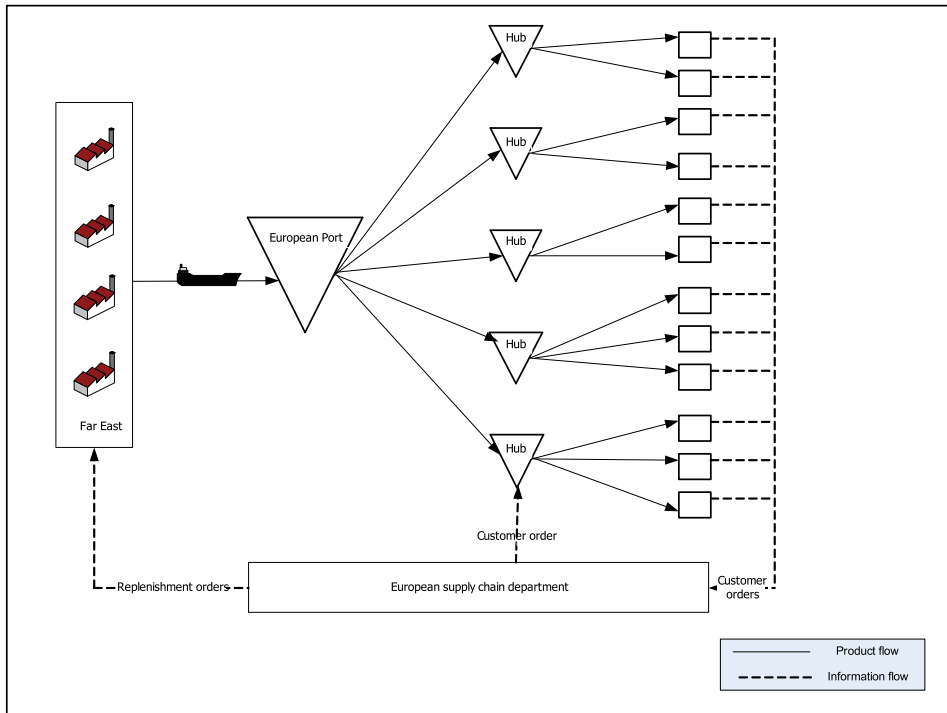 Hub
Hub
European Port
Hub
Hub
Far East
Hub
Customer order
Replenishment orders
European supply chain department
Customer
orders
Product flow
Information flow